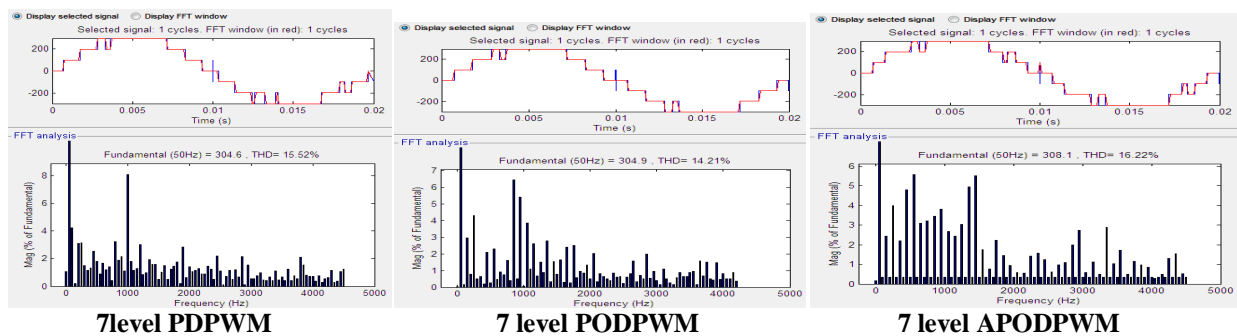 Display selected signal Display FFT window
Selected signal: 1 cycles. FFT window (in red): 1 cycles
200
0
-200
0 0.005 0.01 0.015 0.02
Time (s)
FFT analysis
Fundamental (50Hz) = 304.6 , THD= 15.52%
Mag (% of Fundamental)
8
6
4
2
0
0 1000 2000 3000 4000 5000
Frequency (Hz)
7level PDPWM
Display selected signal Display FFT window
Selected signal: 1 cycles. FFT window (in red): 1 cycles
200
0
-200
0 0.005 0.01 0.015 0.02
Time (s)
FFT analysis
Fundamental (50Hz) = 304.9 , THD= 14.21%
Mag (% of Fundamental)
7
6
5
4
3
2
1
0
0 1000 2000 3000 4000 5000
Frequency (Hz)
7 level PODPWM
Display selected signal Display FFT window
Selected signal: 1 cycles. FFT window (in red): 1 cycles
200
0
-200
0 0.005 0.01 0.015 0.02
Time (s)
FFT analysis
Fundamental (50Hz) = 308.1 , THD= 16.22%
Mag (% of Fundamental)
6
5
4
3
2
1
0
0 1000 2000 3000 4000 5000
Frequency (Hz)
7 level APODPWM